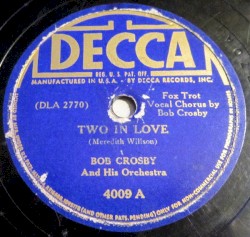 DECCA
REG. U.S. PAT. OFF.
MANUFACTURED IN U.S.A. BY DECCA RECORDS, INC.
(DLA 2770)
Fox Trot
Vocal Chorus by
Bob Crosby
TWO IN LOVE
(Meredith Willson)
BOB CROSBY
And His Orchestra
4009 A